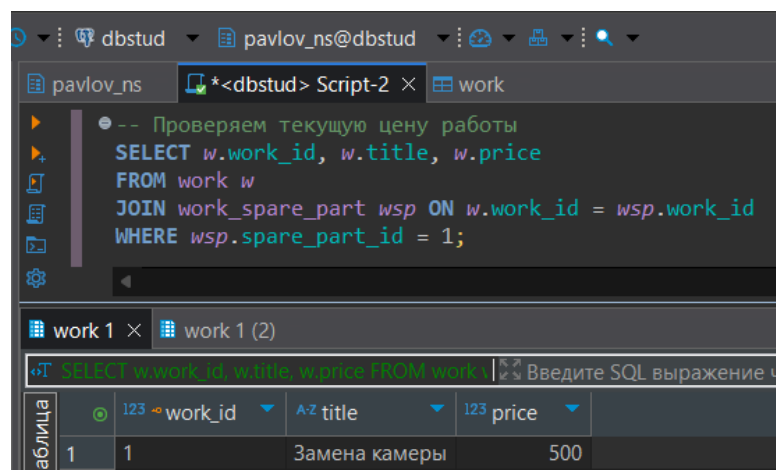 dbstud pavlov_ns@dbstud
pavlov_ns *<dbstud> Script-2 work
-- Проверяем текущую цену работы
SELECT w.work_id, w.title, w.price
FROM work w
JOIN work_spare_part wsp ON w.work_id = wsp.work_id
WHERE wsp.spare_part_id = 1;
work 1 work 1 (2)
SELECT w.work_id, w.title, w.price FROM work Введите SQL выражение
123 work_id A-Z title 123 price
1 1 Замена камеры 500